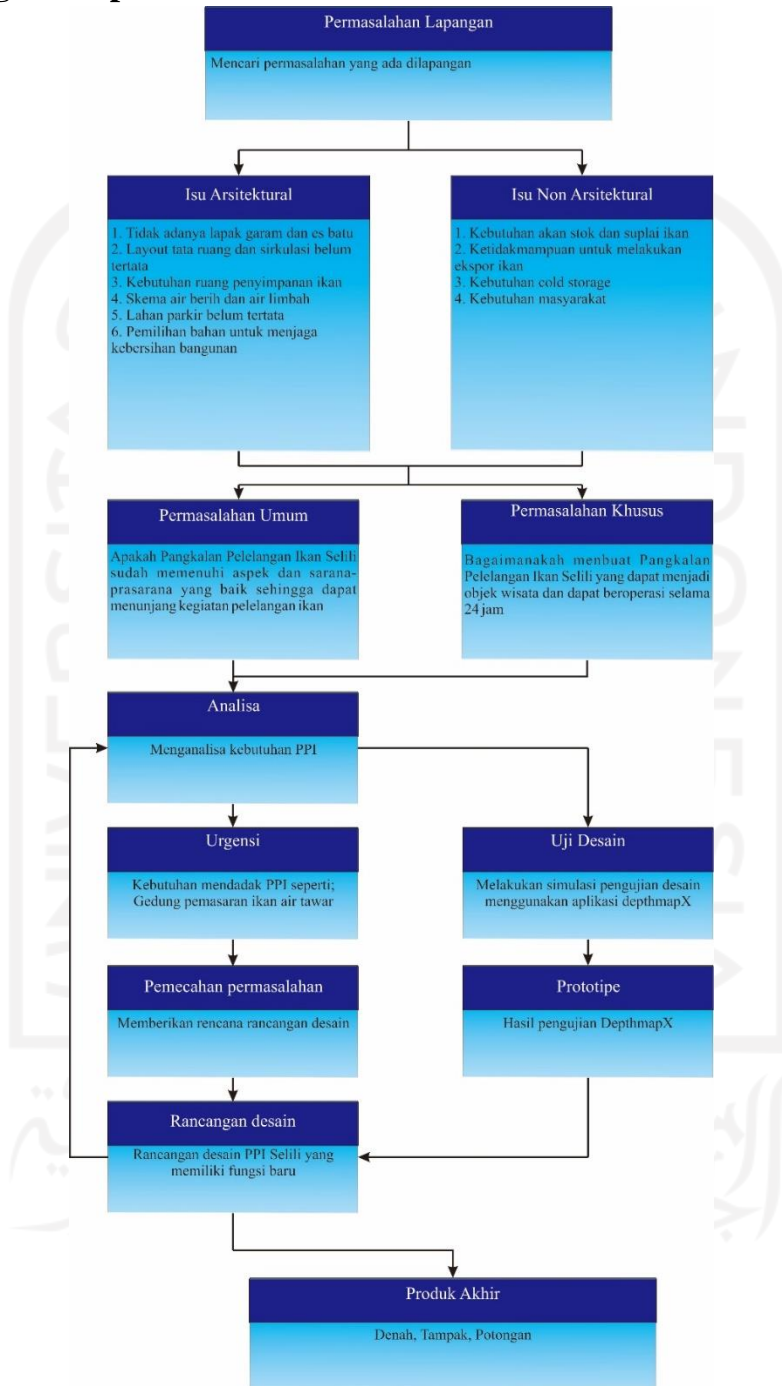 Permasalahan Lapangan
Mencari permasalahan yang ada dilapangan
Isu Arsitektural
1. Tidak adanya lapak garam dan es batu
2. Layout tata ruang dan sirkulasi belum
tertata
3. Kebutuhan ruang penyimpanan ikan
4. Skema air berih dan air limbah
5. Lahan parkir belum tertata
6. Pemilihan bahan untuk menjaga
kebersihan bangunan
Isu Non Arsitektural
1. Kebutuhan akan stok dan suplai ikan
2. Ketidakmampuan untuk melakukan
ekspor ikan
3. Kebutuhan cold storage
4. Kebutuhan masyarakat
Permasalahan Umum
Apakah Pangkalan Pelelangan Ikan Selili
sudah memenuhi aspek dan sarana-
prasarana yang baik sehingga dapat
menunjang kegiatan pelelangan ikan
Permasalahan Khusus
Bagaimanakah menbuat Pangkalan
Pelelangan Ikan Selili yang dapat menjadi
objek wisata dan dapat beroperasi selama
24 jam
Analisa
Menganalisa kebutuhan PPI
Urgensi
Kebutuhan mendadak PPI seperti;
Gedung pemasaran ikan air tawar
Uji Desain
Melakukan simulasi pengujian desain
menggunakan aplikasi depthmapX
Pemecahan permasalahan
Memberikan rencana rancangan desain
Prototipe
Hasil pengujian DepthmapX
Rancangan desain
Rancangan desain PPI Selili yang
memiliki fungsi baru
Produk Akhir
Denah, Tampak, Potongan